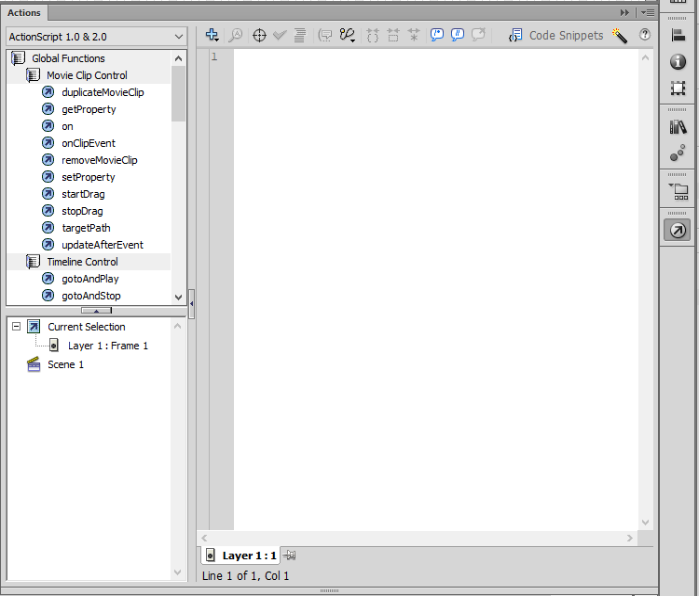 Actions
ActionScript 1.0 & 2.0
Code Snippets
Global Functions
Movie Clip Control
duplicateMovieClip
getProperty
on
onClipEvent
removeMovieClip
setProperty
startDrag
stopDrag
targetPath
updateAfterEvent
Timeline Control
gotoAndPlay
gotoAndStop
Current Selection
Layer 1 : Frame 1
Scene 1
1
Layer 1 : 1
Line 1 of 1, Col 1